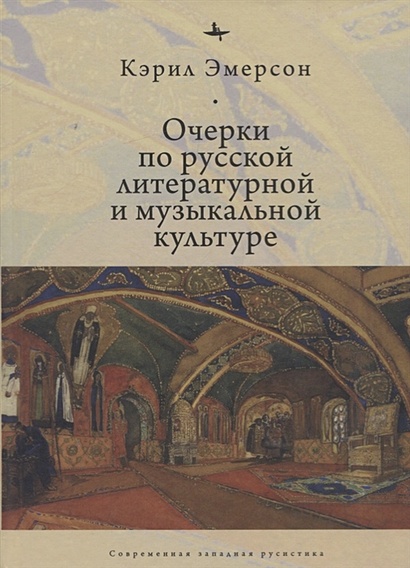 Кэрил Эмерсон
Очерки
по русской
литературной
и музыкальной
культуре
Современная западная русистика